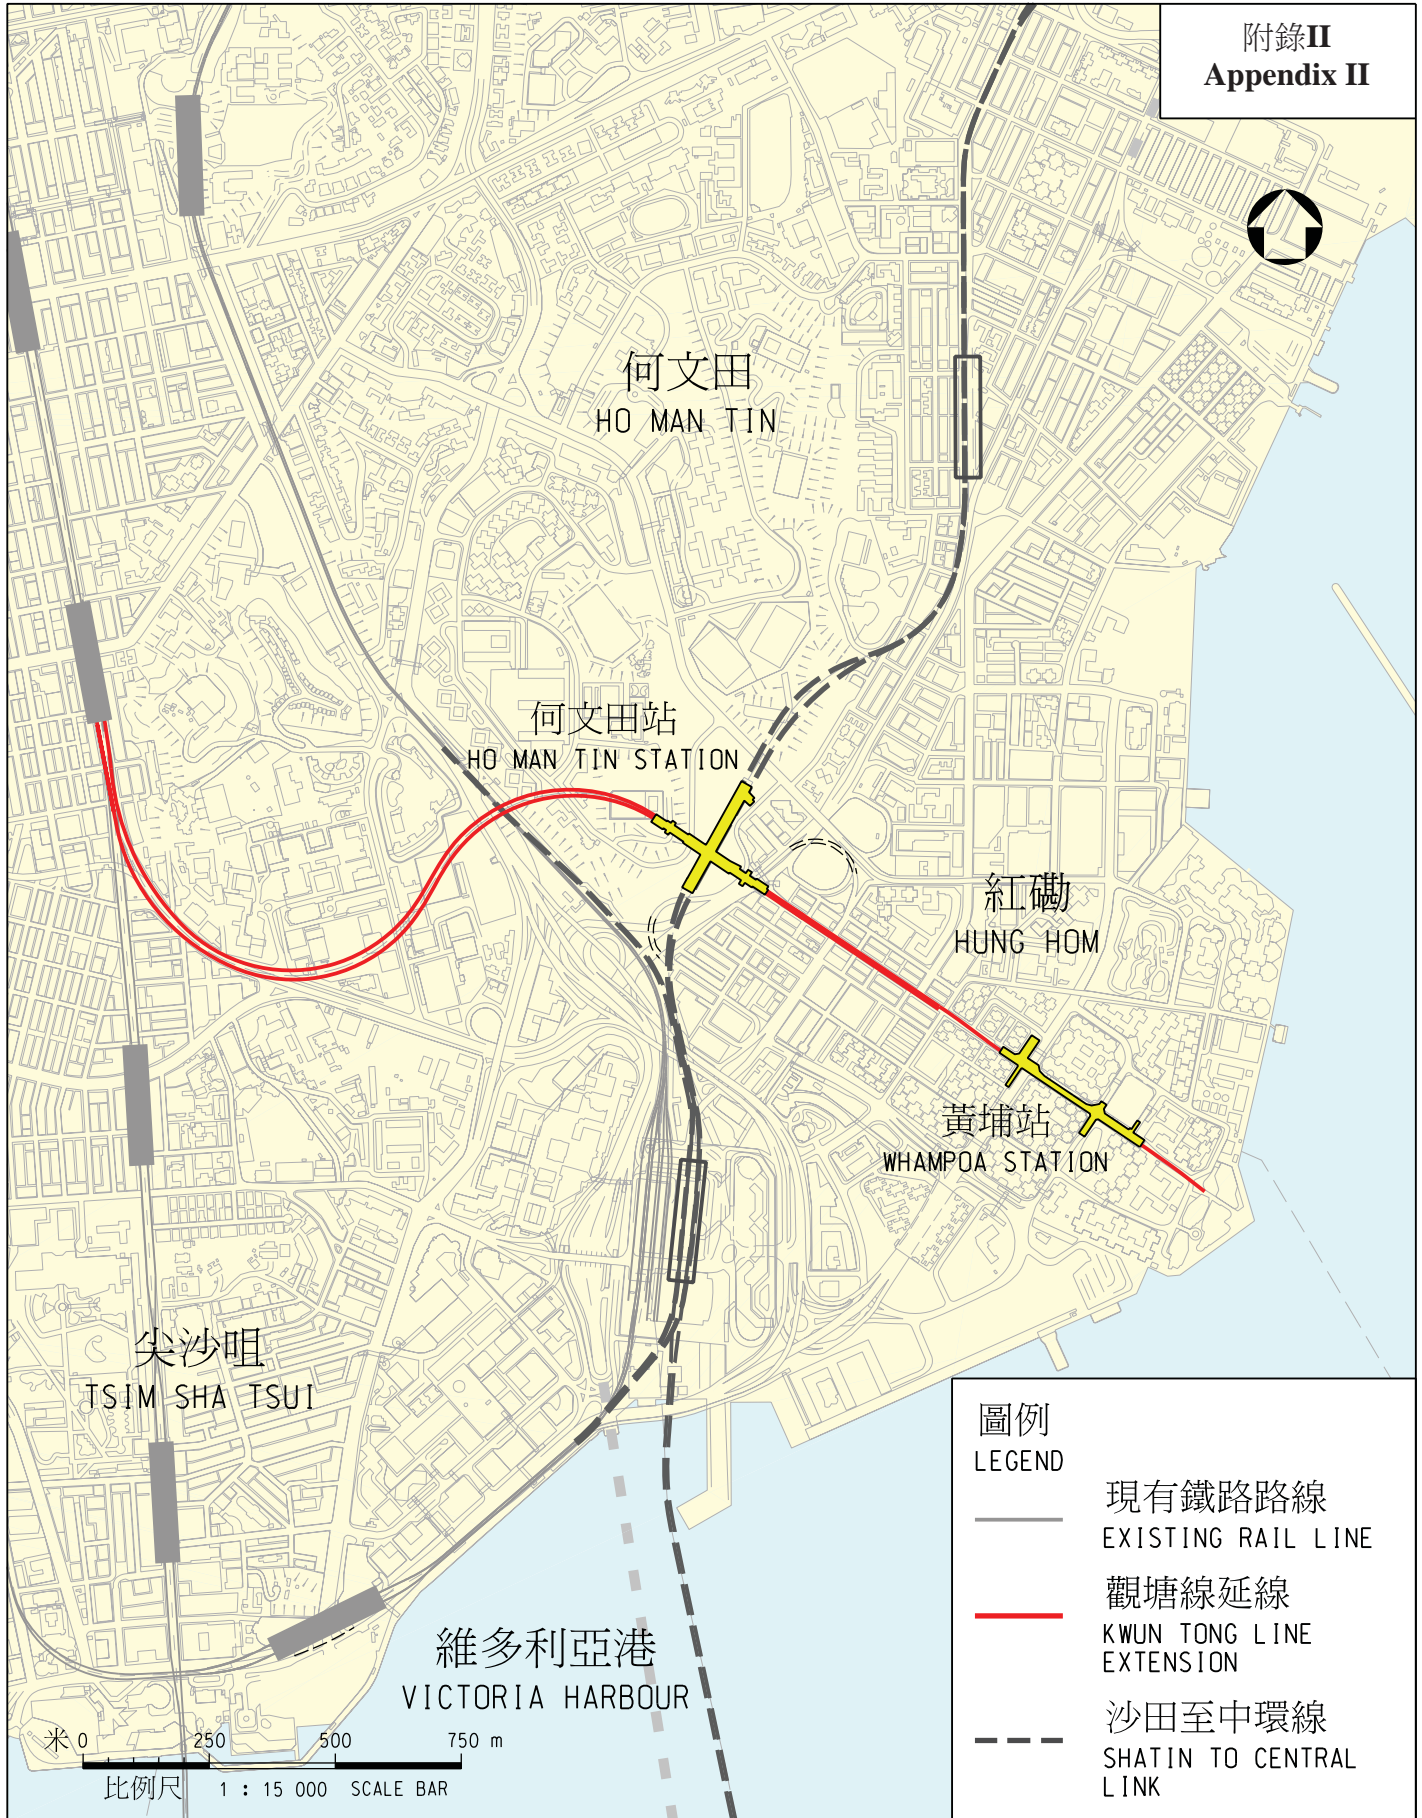 附錄II
Appendix II
何文田
HO MAN TIN
何文田站
HO MAN TIN STATION
紅磡
HUNG HOM
黃埔站
WHAMPOA STATION
尖沙咀
TSIM SHA TSUI
維多利亞港
VICTORIA HARBOUR
米 0 250 500 750 m
比例尺 1 : 15 000 SCALE BAR
圖例
LEGEND
現有鐵路路線
EXISTING RAIL LINE
觀塘線延線
KWUN TONG LINE
EXTENSION
沙田至中環線
SHATIN TO CENTRAL
LINK